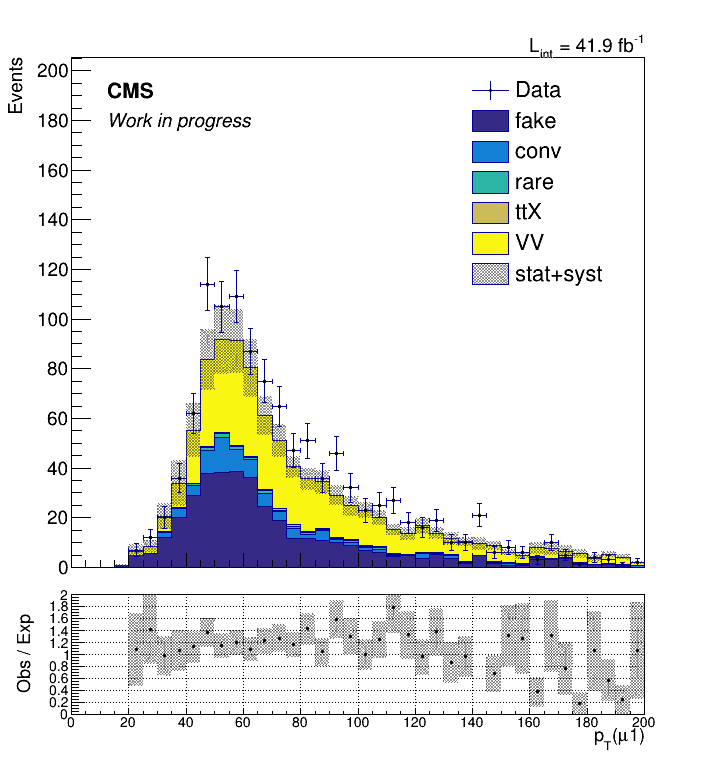 L_int = 41.9 fb^-1
Events
200
180
160
140
120
100
80
60
40
20
0
CMS
Work in progress
Data
fake
conv
rare
ttX
VV
stat+syst
Obs / Exp
2
1.8
1.6
1.4
1.2
1
0.8
0.6
0.4
0.2
0
0 20 40 60 80 100 120 140 160 180 200
p_T(μ1)